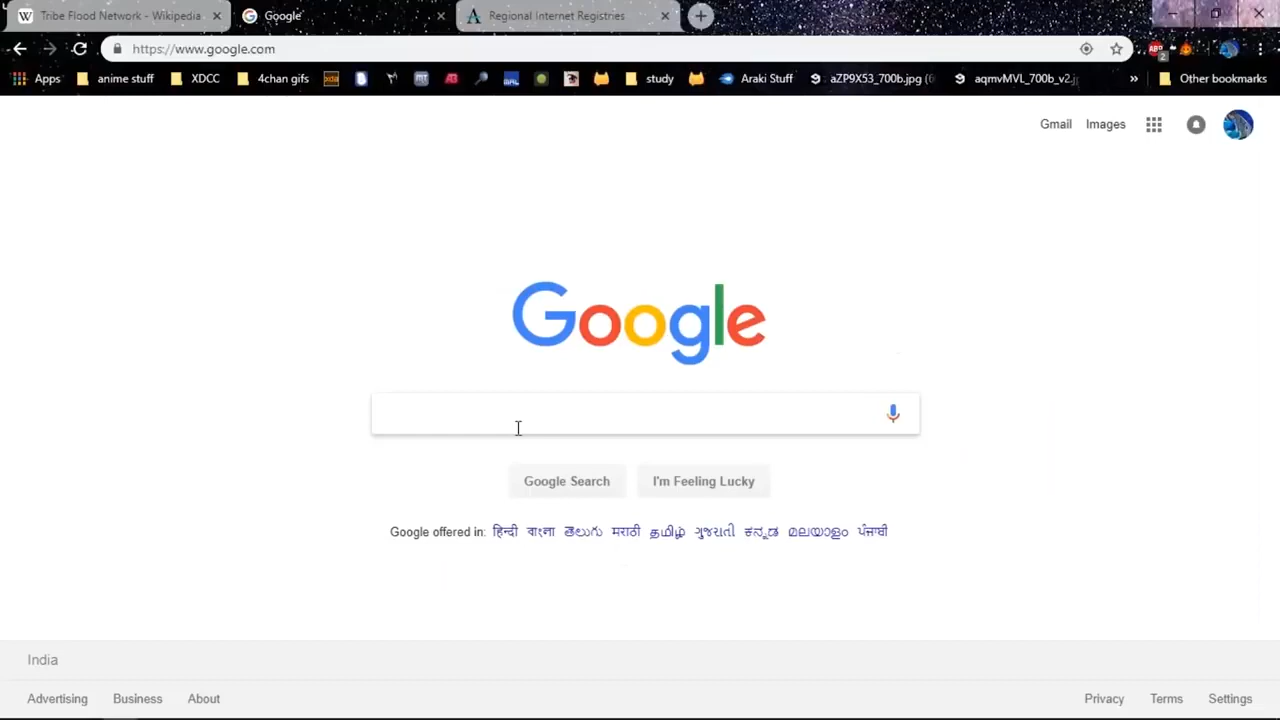 Tribe Flood Network - Wikipedia
Google
Regional Internet Registries
https://www.google.com
ABP
2
Apps
anime stuff
XDCC
4chan gifs
study
Araki Stuff
aZP9X53_700b.jpg (6
aqmvMVL_700b_v2.j
»
Other bookmarks
Gmail
Images
Google
Google Search
I'm Feeling Lucky
Google offered in: हिन्दी বাংলা తెలుగు मराठी தமிழ் ગુજરાતી ಕನ್ನಡ മലയാളം ਪੰਜਾਬੀ
India
Advertising
Business
About
Privacy
Terms
Settings